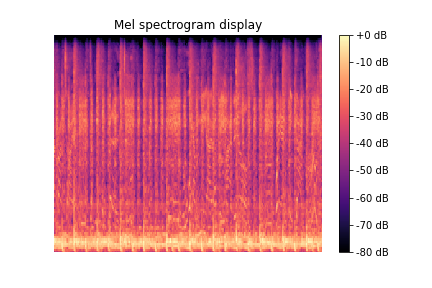 Mel spectrogram display
+0 dB
-10 dB
-20 dB
-30 dB
-40 dB
-50 dB
-60 dB
-70 dB
-80 dB